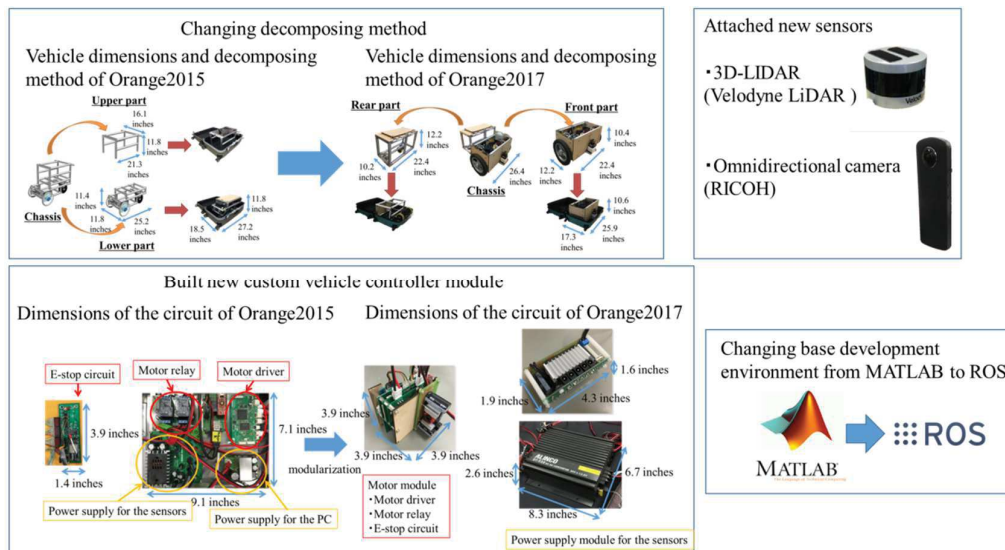 Changing decomposing method
Vehicle dimensions and decomposing
method of Orange2015
Upper part
16.1
inches
11.8
inches
21.3
inches
11.4
inches
Chassis
11.8
inches
25.2
inches
Lower part
11.8
inches
27.2
inches
18.5
inches
Vehicle dimensions and decomposing
method of Orange2017
Rear part
12.2
inches
10.2
inches
22.4
inches
Chassis
26.4
inches
Front part
10.4
inches
12.2
inches
22.4
inches
10.6
inches
17.3
inches
25.9
inches
Attached new sensors
・3D-LIDAR
(Velodyne LiDAR )
・Omnidirectional camera
(RICOH)
Built new custom vehicle controller module
Dimensions of the circuit of Orange2015
E-stop circuit
Motor relay
Motor driver
3.9 inches
1.4 inches
7.1 inches
9.1 inches
Power supply for the sensors
Power supply for the PC
modularization
Dimensions of the circuit of Orange2017
3.9 inches
3.9 inches
3.9 inches
Motor module
・Motor driver
・Motor relay
・E-stop circuit
1.6 inches
1.9 inches
4.3 inches
ALINCO
2.6 inches
6.7 inches
8.3 inches
Power supply module for the sensors
Changing base development
environment from MATLAB to ROS
MATLAB
ROS